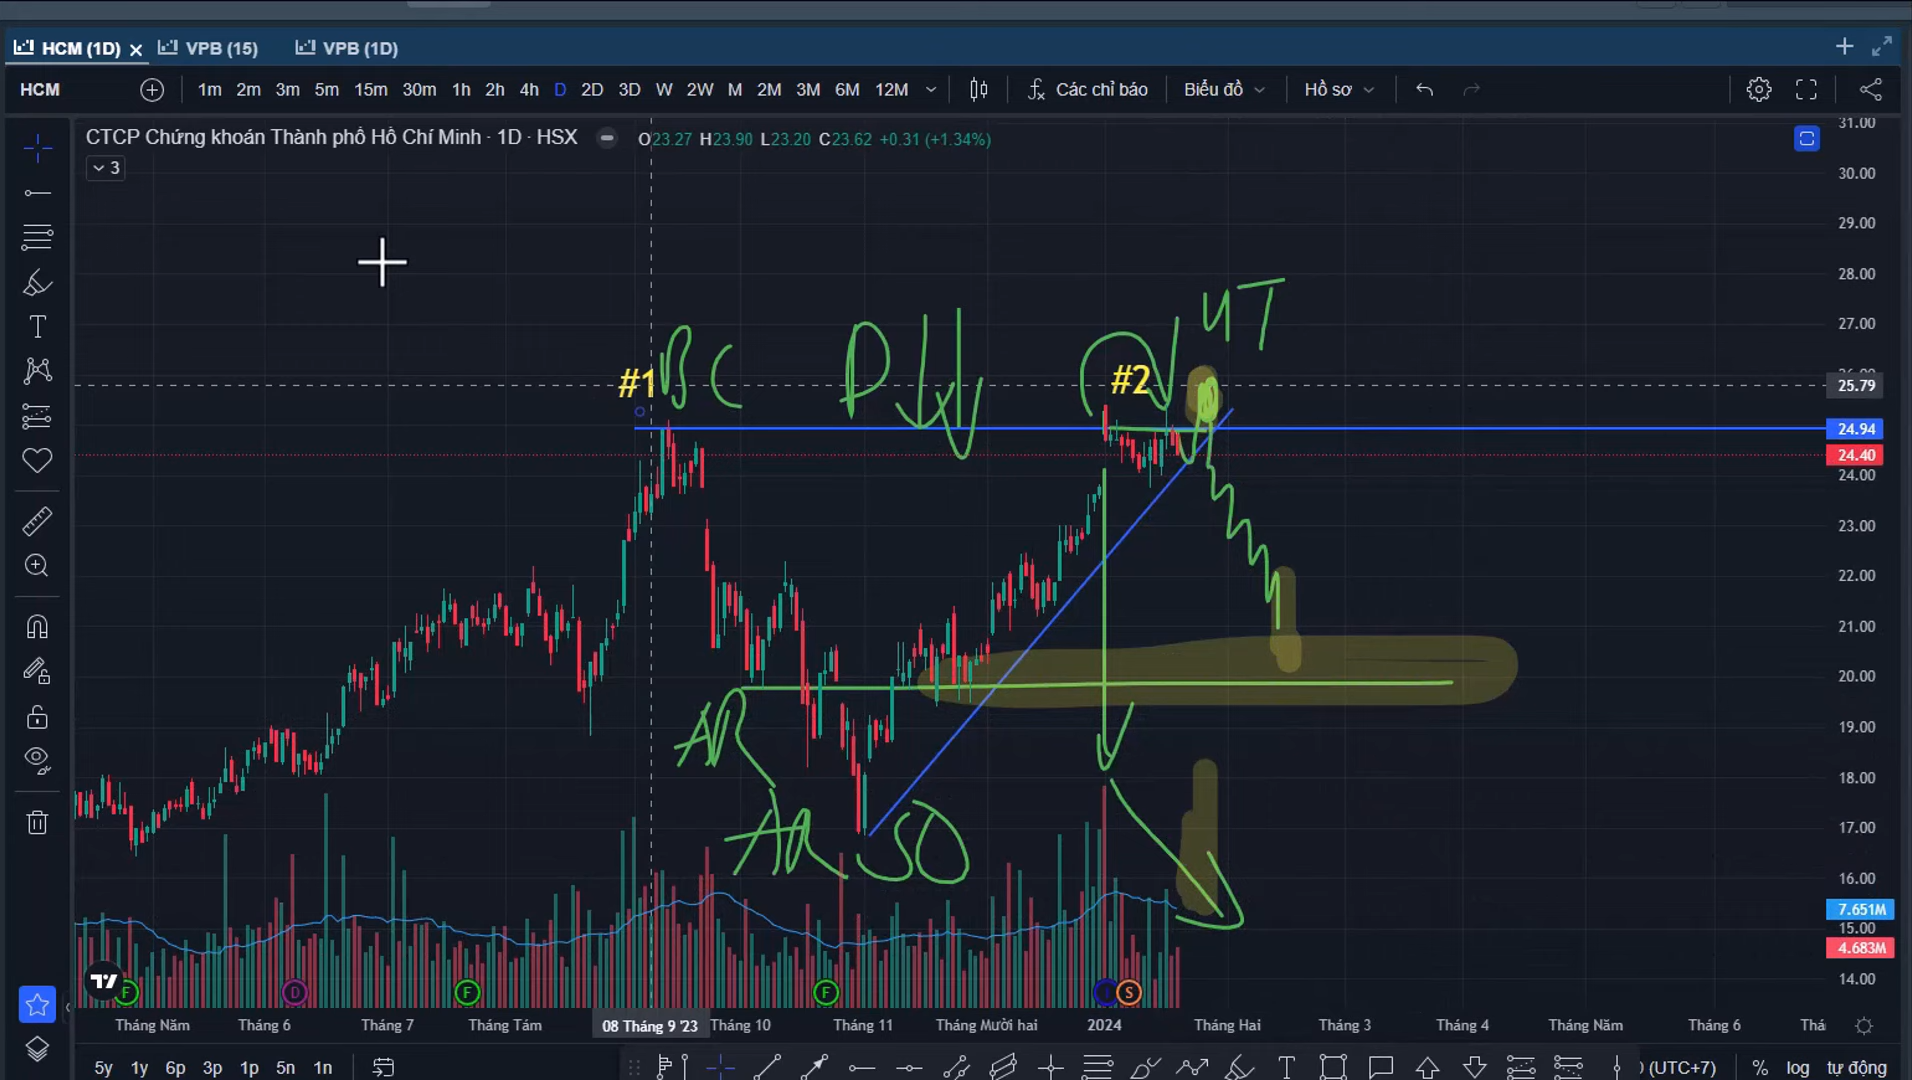 HCM (1D) VPB (15) VPB (1D)
HCM 1m 2m 3m 5m 15m 30m 1h 2h 4h D 2D 3D W 2W M 2M 3M 6M 12M Các chỉ báo Biểu đồ Hồ sơ
CTCP Chứng khoán Thành phố Hồ Chí Minh · 1D · HSX O23.27 H23.90 L23.20 C23.62 +0.31 (+1.34%)
3
31.00
30.00
29.00
28.00
27.00
25.79
24.94
24.40
24.00
23.00
22.00
21.00
20.00
19.00
18.00
17.00
16.00
7.651M
15.00
4.683M
14.00
UT
#1 BC
#2
AR
SO
F D F F S
Tháng Năm Tháng 6 Tháng 7 Tháng Tám 08 Tháng 9 '23 Tháng 10 Tháng 11 Tháng Mười hai 2024 Tháng Hai Tháng 3 Tháng 4 Tháng Năm Tháng 6
5y 1y 6p 3p 1p 5n 1n (UTC+7) % log tự động